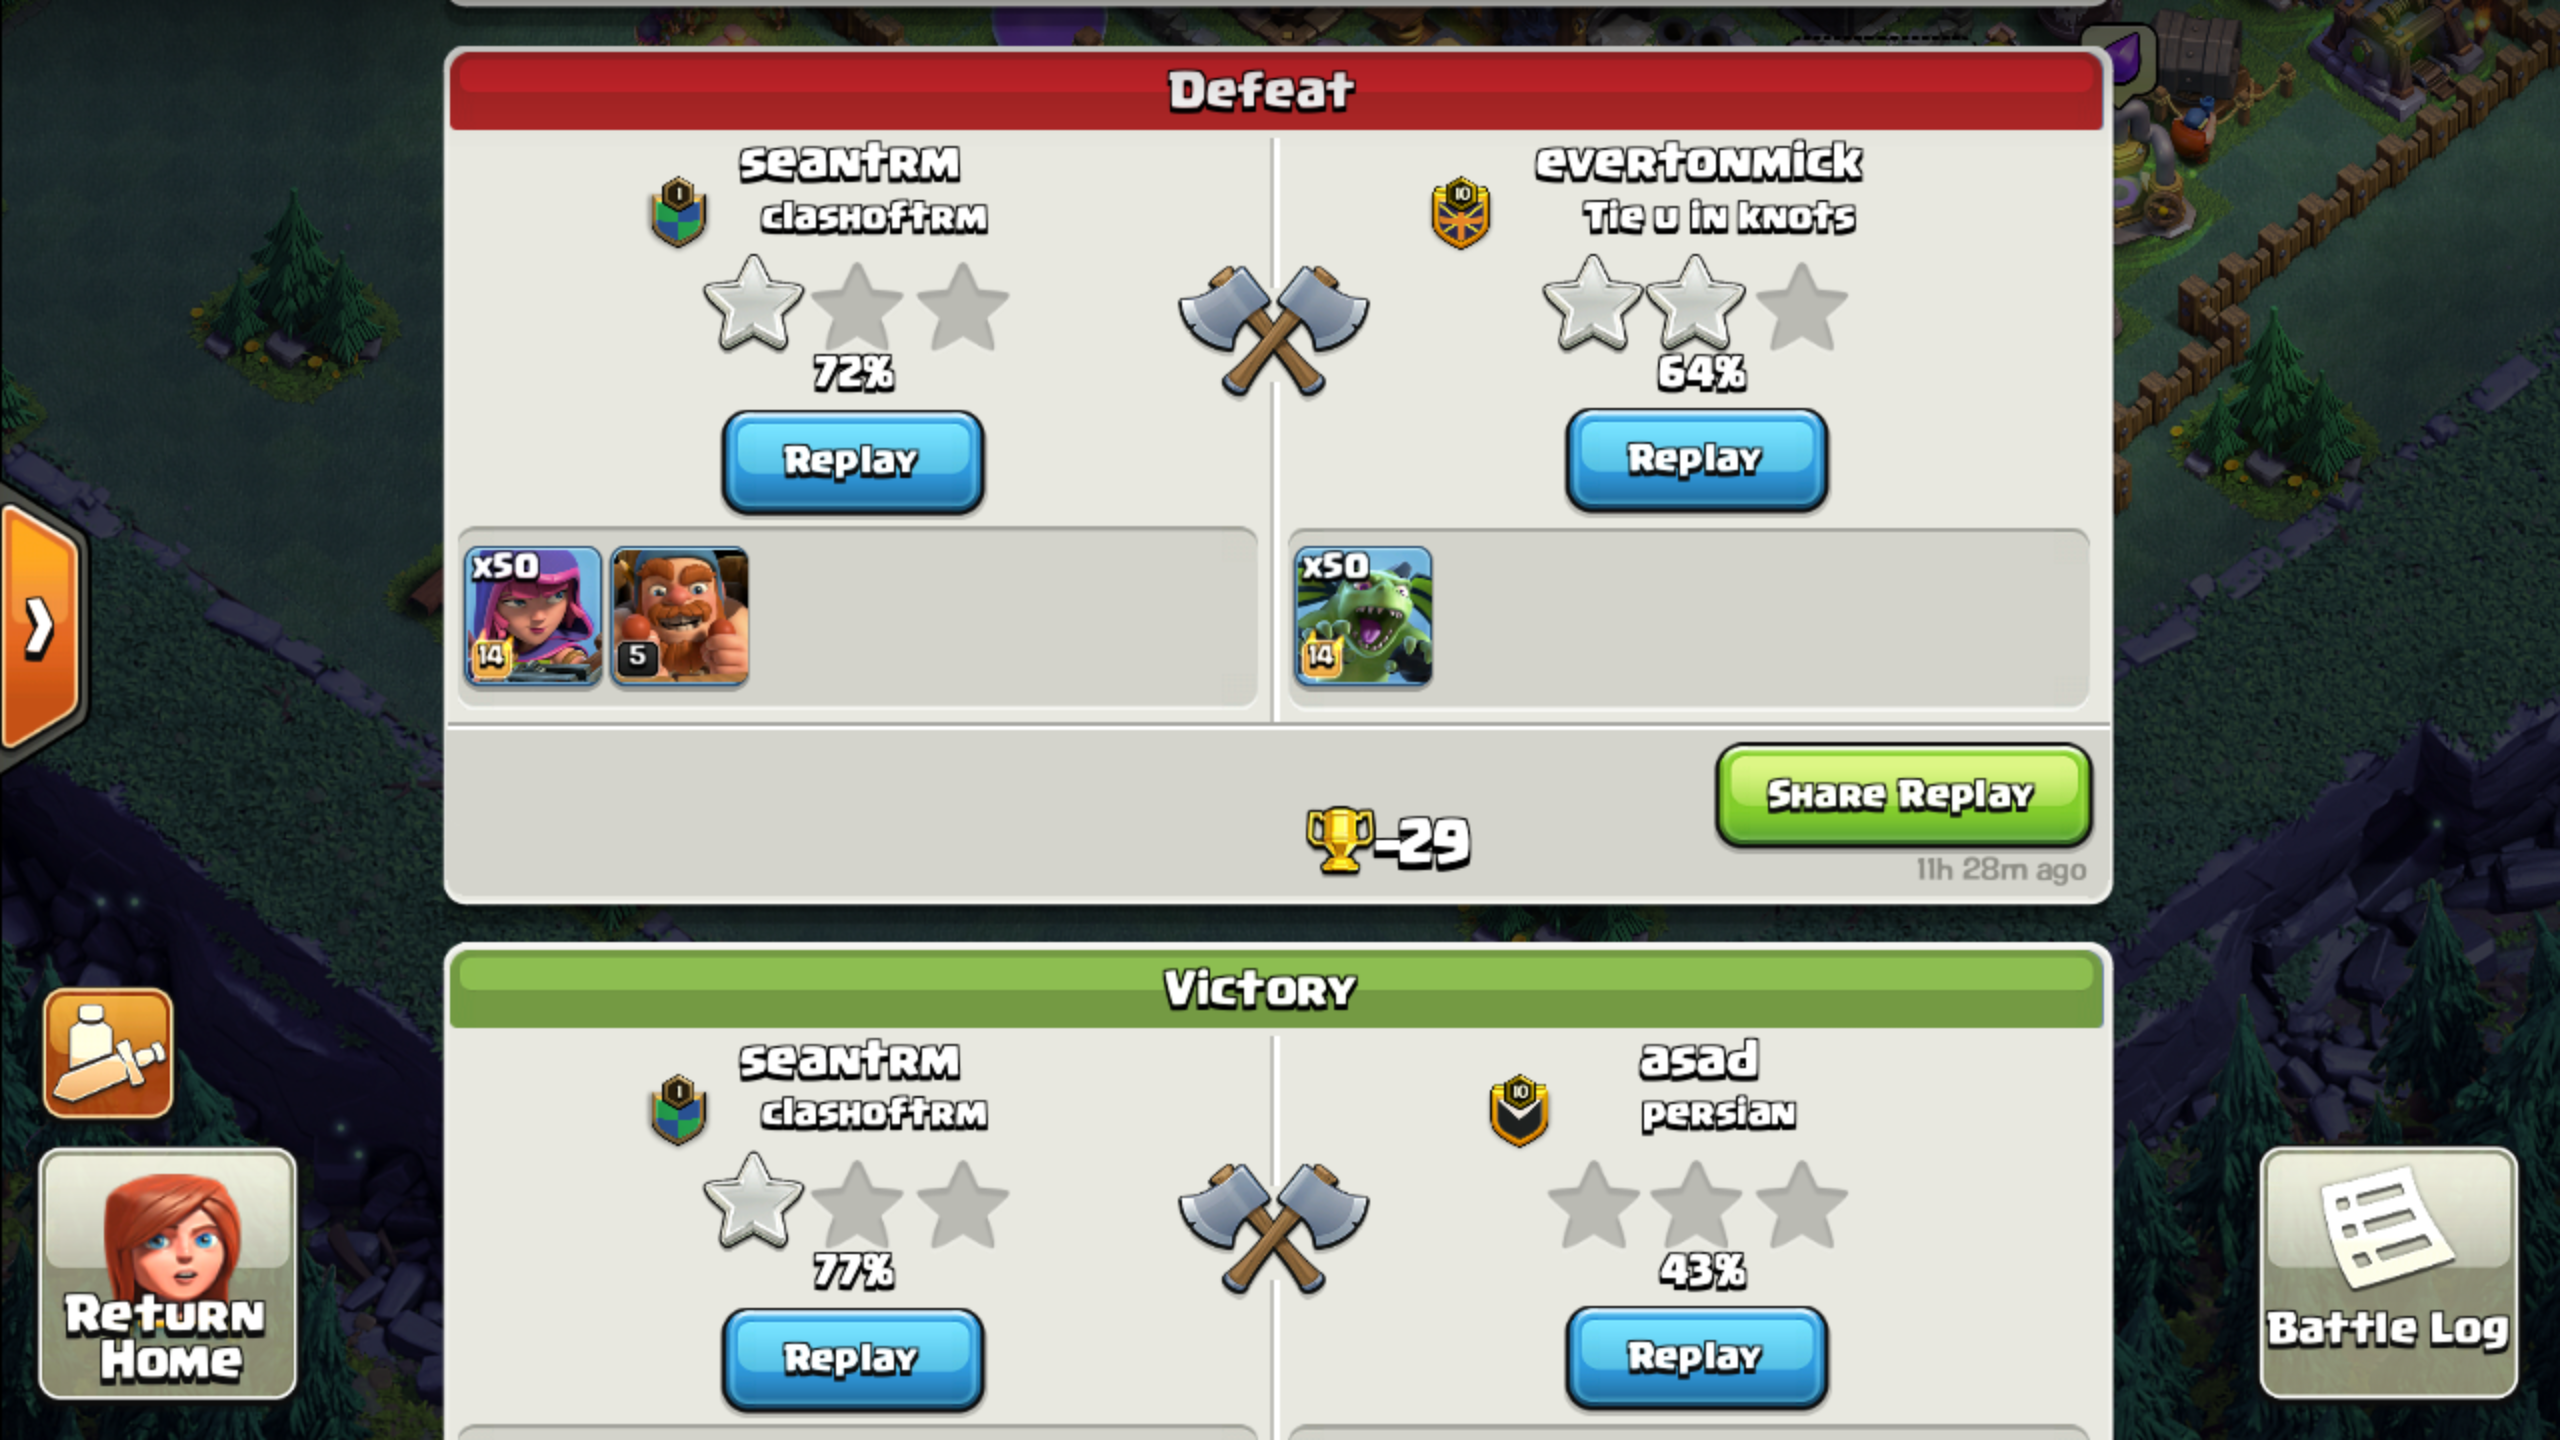 Defeat
seantrm
clashoftrm
1
evertonmick
Tie u in knots
10
72%
64%
Replay
Replay
x50
14
5
x50
14
-29
Share Replay
11h 28m ago
Victory
seantrm
clashoftrm
1
asad
persian
10
77%
43%
Replay
Replay
Return
Home
Battle Log